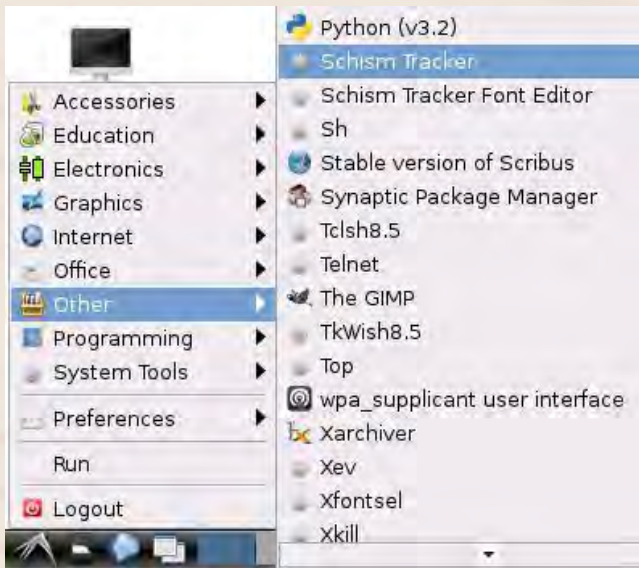 Accessories
Education
Electronics
Graphics
Internet
Office
Other
Programming
System Tools
Preferences
Run
Logout
Python (v3.2)
Schism Tracker
Schism Tracker Font Editor
Sh
Stable version of Scribus
Synaptic Package Manager
Tclsh8.5
Telnet
The GIMP
TkWish8.5
Top
wpa_supplicant user interface
Xarchiver
Xev
Xfontsel
Xkill